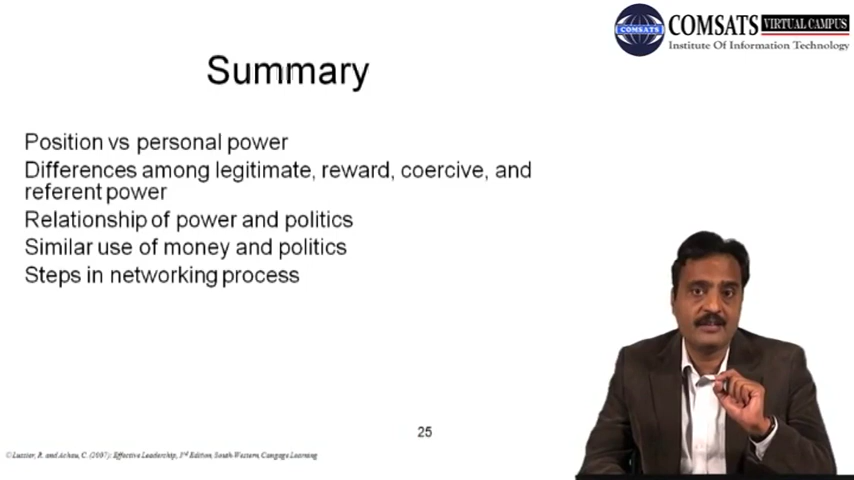 COMSATS VIRTUAL CAMPUS
COMSATS
Institute Of Information Technology
Summary
Position vs personal power
Differences among legitimate, reward, coercive, and
referent power
Relationship of power and politics
Similar use of money and politics
Steps in networking process
25
© Lussier, R. and Achua, C. (2007): Effective Leadership, 3rd Edition, South-Western, Cengage Learning